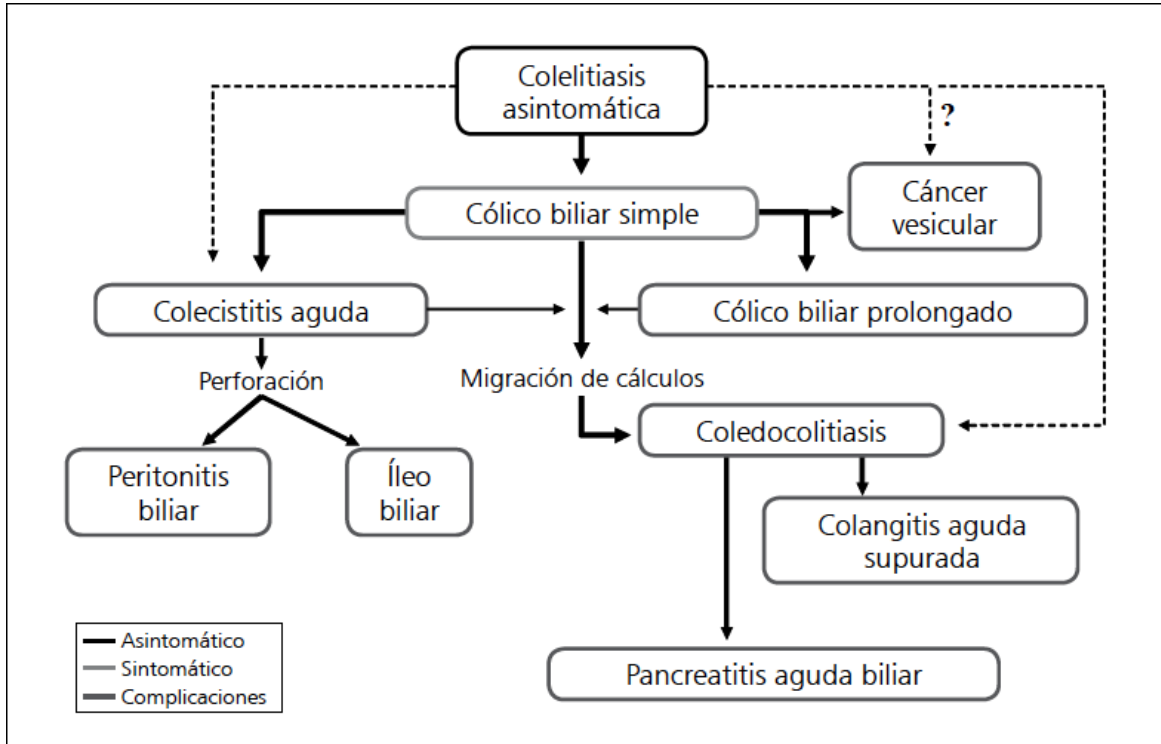 Colelitiasis
asintomática
?
Cáncer
vesicular
Cólico biliar simple
Colecistitis aguda
Cólico biliar prolongado
Perforación
Migración de cálculos
Coledocolitiasis
Peritonitis
biliar
Íleo
biliar
Colangitis aguda
supurada
Pancreatitis aguda biliar
Asintomático
Sintomático
Complicaciones